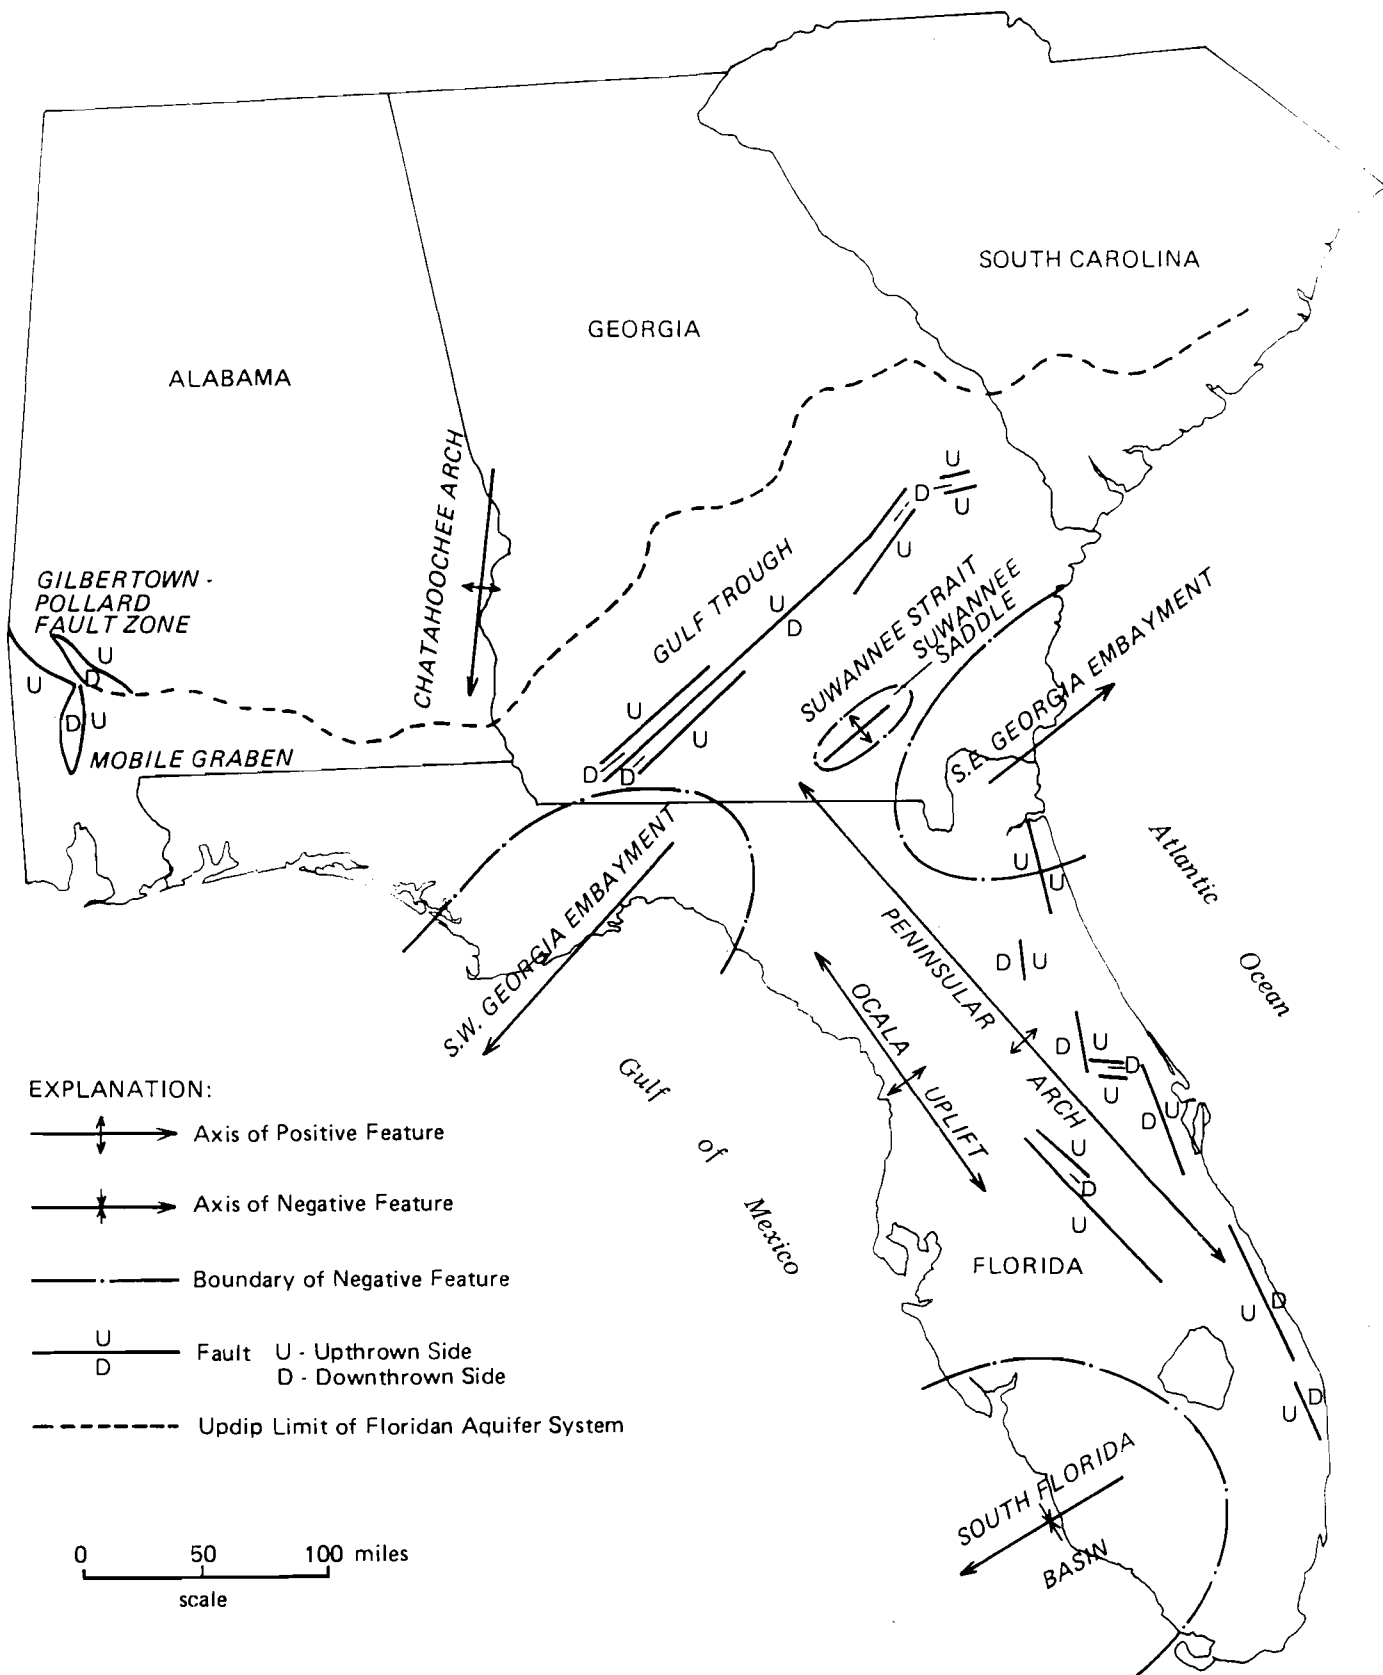 SOUTH CAROLINA
GEORGIA
ALABAMA
CHATAHOOCHEE ARCH
U
D
U
U
GILBERTOWN -
POLLARD
FAULT ZONE
U
U
D
D
U
MOBILE GRABEN
GULF TROUGH
U
D
U
U
D
D
SUWANNEE STRAIT
SUWANNEE
SADDLE
S.E. GEORGIA EMBAYMENT
S.W. GEORGIA EMBAYMENT
U
U
Atlantic
Ocean
PENINSULAR
ARCH
D
U
OCALA
UPLIFT
D
U
D
U
D
U
U
D
U
Gulf
of
Mexico
FLORIDA
U
D
U
D
SOUTH FLORIDA
BASIN
EXPLANATION:
Axis of Positive Feature
Axis of Negative Feature
Boundary of Negative Feature
U
D
Fault U - Upthrown Side
D - Downthrown Side
Updip Limit of Floridan Aquifer System
0 50 100 miles
scale